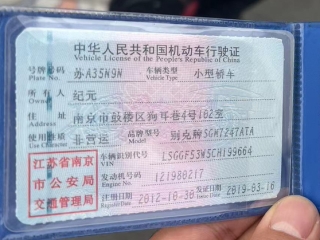 中华人民共和国机动车行驶证
Vehicle License of the People's Republic of China
号牌号码 苏A35N9N 车辆类型 小型轿车
Plate No. Vehicle Type
所有人 纪元
Owner
住址 南京市鼓楼区狗耳巷4号102室
Address
使用性质 非营运 品牌型号 别克牌SGM7247ATA
Use Character Model
江苏省南京
市公安局
交通管理局
车辆识别代号 LSGGF53W5CH199664
VIN
发动机号码 121980217
Engine No.
注册日期 2012-10-30 发证日期 2019-03-16
Register Date Issue Date